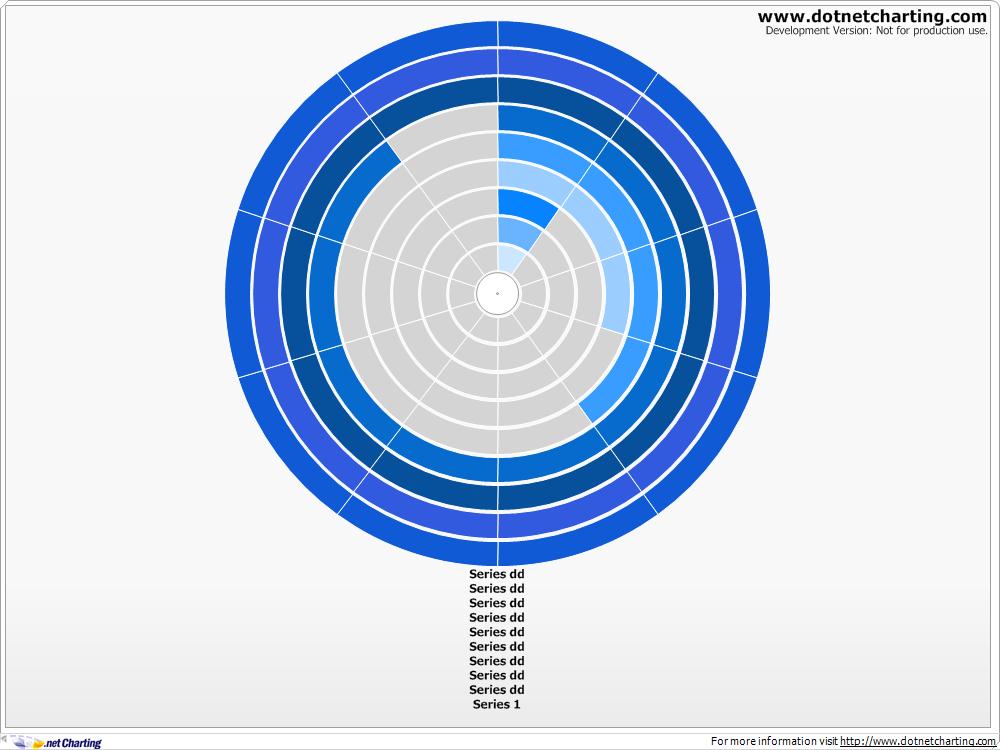 www.dotnetcharting.com
Development Version: Not for production use.
Series dd
Series dd
Series dd
Series dd
Series dd
Series dd
Series dd
Series dd
Series dd
Series 1
.net Charting
For more information visit http://www.dotnetcharting.com